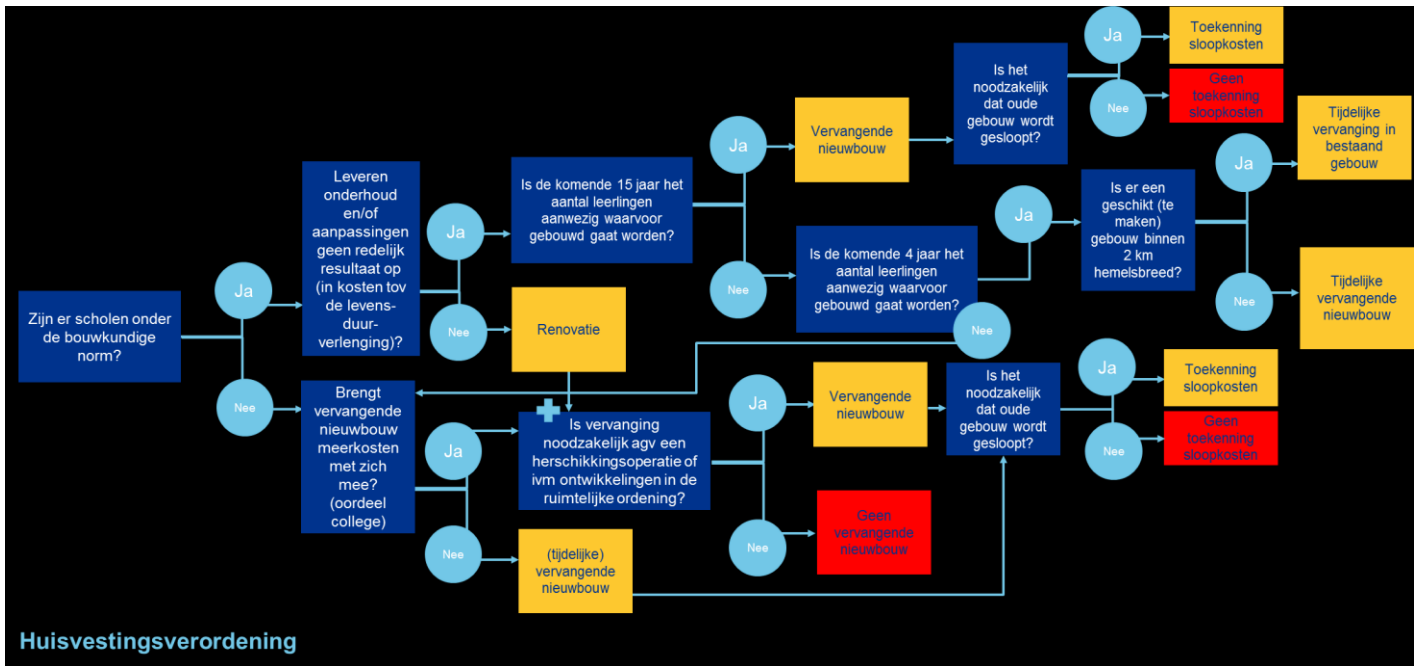 Zijn er scholen onder
de bouwkundige
norm?
Ja
Nee
Leveren
onderhoud
en/of
aanpassingen
geen redelijk
resultaat op
(in kosten tov
de levens-
duur-
verlenging)?
Ja
Nee
Is de komende 15 jaar het
aantal leerlingen
aanwezig waarvoor
gebouwd gaat worden?
Renovatie
Ja
Nee
Vervangende
nieuwbouw
Is het
noodzakelijk
dat oude
gebouw wordt
gesloopt?
Ja
Nee
Toekenning
sloopkosten
Geen
toekenning
sloopkosten
Is de komende 4 jaar het
aantal leerlingen
aanwezig waarvoor
gebouwd gaat worden?
Ja
Nee
Is er een
geschikt (te
maken)
gebouw binnen
2 km
hemelsbreed?
Ja
Nee
Tijdelijke
vervanging in
bestaand
gebouw
Tijdelijke
vervangende
nieuwbouw
Brengt
vervangende
nieuwbouw
meerkosten
met zich
mee?
(oordeel
college)
Ja
Nee
Is vervanging
noodzakelijk agv een
herschikkingsoperatie of
ivm ontwikkelingen in de
ruimtelijke ordening?
(tijdelijke)
vervangende
nieuwbouw
Ja
Nee
Vervangende
nieuwbouw
Geen
vervangende
nieuwbouw
Is het
noodzakelijk
dat oude
gebouw wordt
gesloopt?
Ja
Nee
Toekenning
sloopkosten
Geen
toekenning
sloopkosten
Huisvestingsverordening